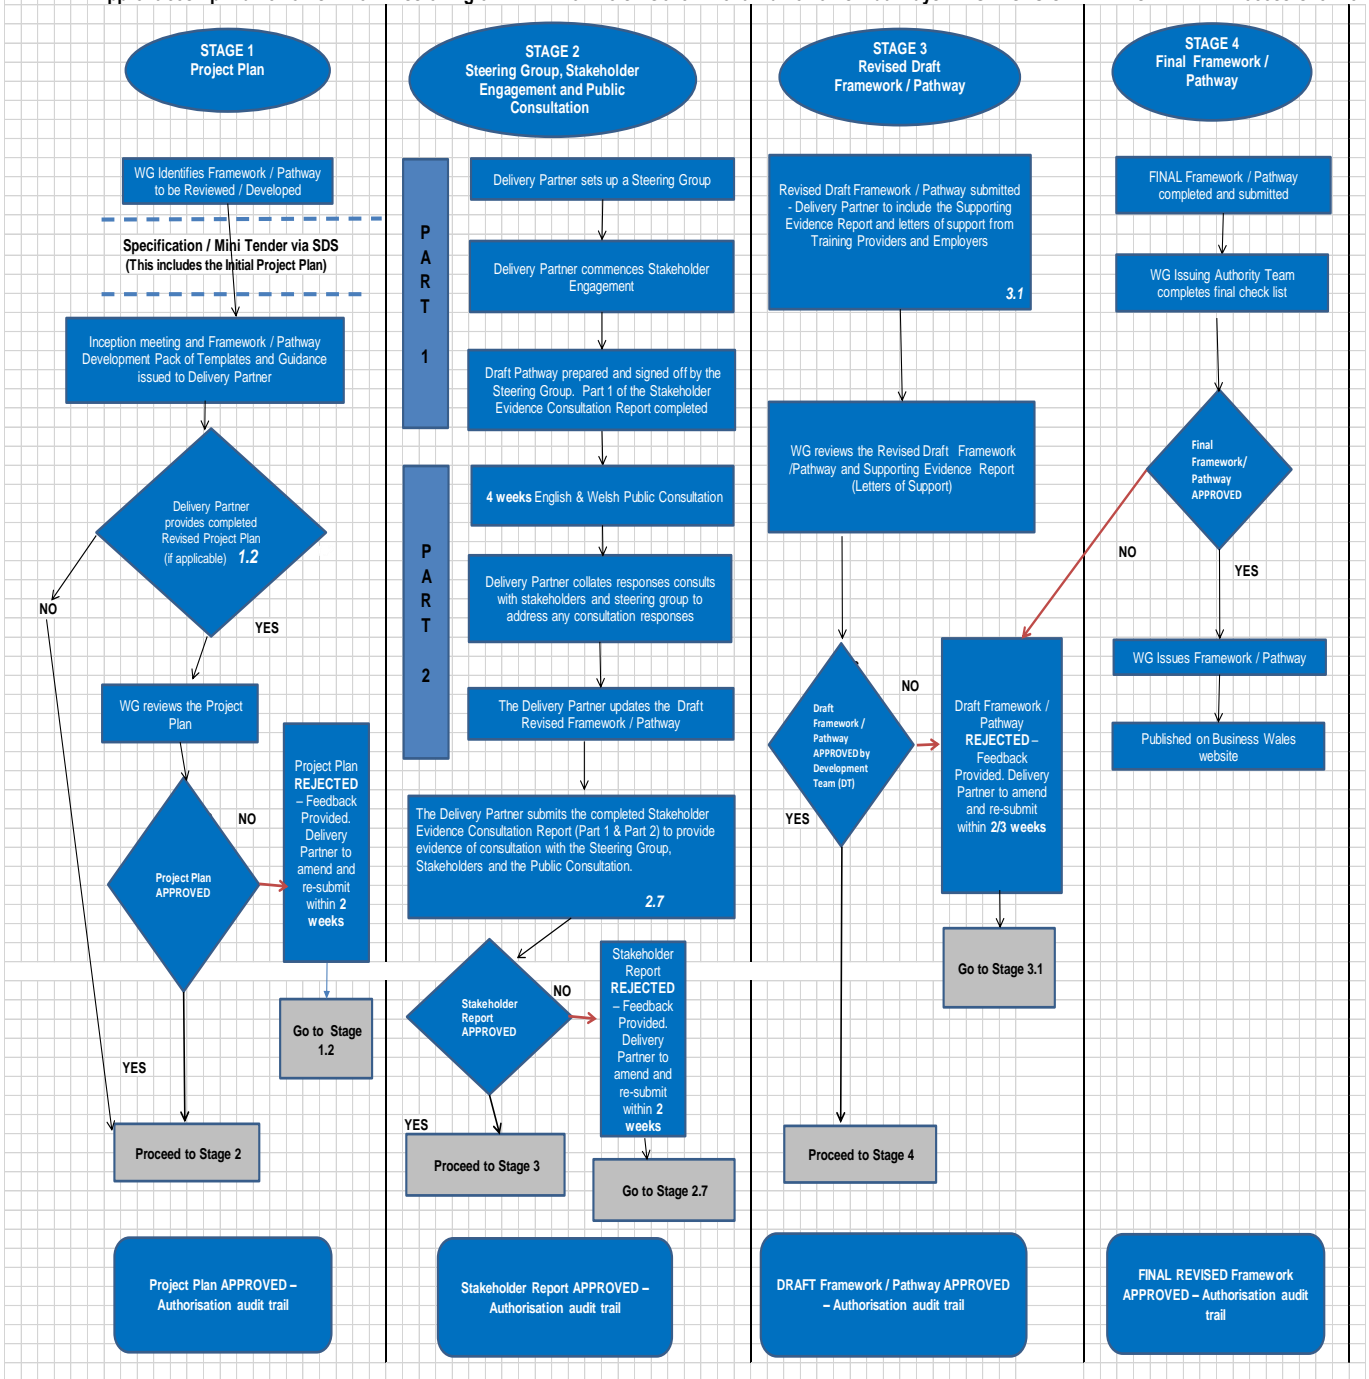 STAGE 1
Project Plan
WG Identifies Framework / Pathway
to be Reviewed / Developed
Specification / Mini Tender via SDS
(This includes the Initial Project Plan)
Inception meeting and Framework / Pathway
Development Pack of Templates and Guidance
issued to Delivery Partner
Delivery Partner
provides completed
Revised Project Plan
(if applicable) 1.2
NO
YES
WG reviews the Project
Plan
Project Plan
APPROVED
NO
Project Plan
REJECTED
– Feedback
Provided.
Delivery
Partner to
amend and
re-submit
within 2
weeks
Go to Stage
1.2
YES
Proceed to Stage 2
Project Plan APPROVED –
Authorisation audit trail
STAGE 2
Steering Group, Stakeholder
Engagement and Public
Consultation
P
A
R
T
1
Delivery Partner sets up a Steering Group
Delivery Partner commences Stakeholder
Engagement
Draft Pathway prepared and signed off by the
Steering Group. Part 1 of the Stakeholder
Evidence Consultation Report completed
P
A
R
T
2
4 weeks English & Welsh Public Consultation
Delivery Partner collates responses consults
with stakeholders and steering group to
address any consultation responses
The Delivery Partner updates the Draft
Revised Framework / Pathway
The Delivery Partner submits the completed Stakeholder
Evidence Consultation Report (Part 1 & Part 2) to provide
evidence of consultation with the Steering Group,
Stakeholders and the Public Consultation.
2.7
Stakeholder
Report
APPROVED
NO
Stakeholder
Report
REJECTED
– Feedback
Provided.
Delivery
Partner to
amend and
re-submit
within 2
weeks
YES
Proceed to Stage 3
Go to Stage 2.7
Stakeholder Report APPROVED –
Authorisation audit trail
STAGE 3
Revised Draft
Framework / Pathway
Revised Draft Framework / Pathway submitted
- Delivery Partner to include the Supporting
Evidence Report and letters of support from
Training Providers and Employers
3.1
WG reviews the Revised Draft Framework
/Pathway and Supporting Evidence Report
(Letters of Support)
Draft
Framework /
Pathway
APPROVED by
Development
Team (DT)
NO
YES
Draft Framework /
Pathway
REJECTED –
Feedback
Provided. Delivery
Partner to amend
and re-submit
within 2/3 weeks
Go to Stage 3.1
Proceed to Stage 4
DRAFT Framework / Pathway APPROVED
– Authorisation audit trail
STAGE 4
Final Framework /
Pathway
FINAL Framework / Pathway
completed and submitted
WG Issuing Authority Team
completes final check list
Final
Framework/
Pathway
APPROVED
NO
YES
WG Issues Framework / Pathway
Published on Business Wales
website
FINAL REVISED Framework
APPROVED – Authorisation audit
trail